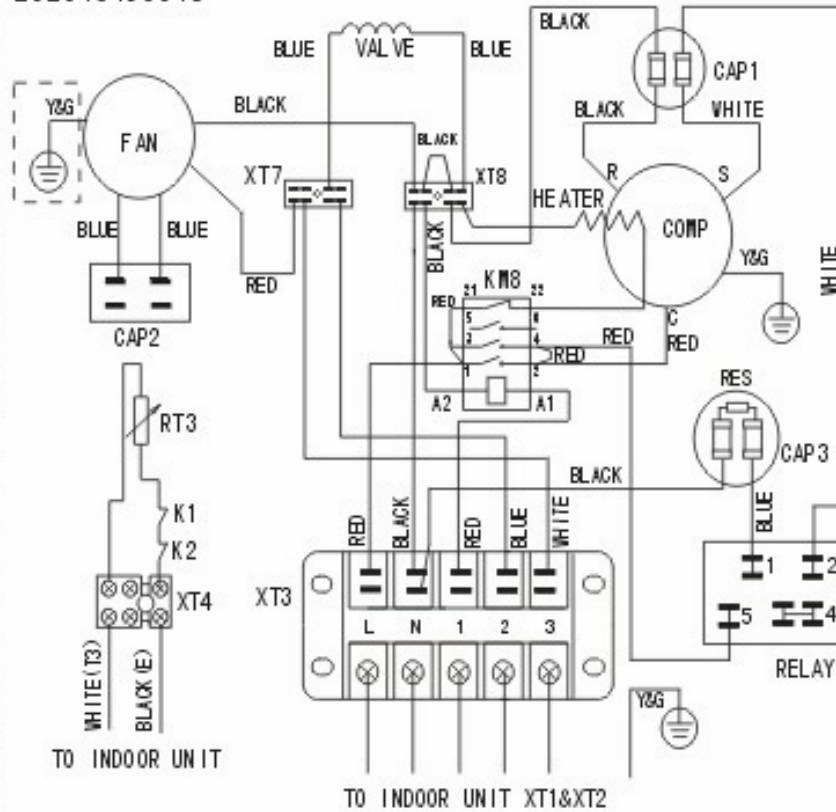 BLACK
BLUE
VALVE
BLUE
CAP1
Y&G
BLACK
BLACK
WHITE
FAN
BLACK
XT7
XT8
R
S
HEATER
COMP
BLUE
BLUE
BLACK
Y&G
WHITE
RED
KM8
21
22
RED
CAP2
5
6
C
3
4
RED
RED
RED
1
2
RES
A2
A1
RT3
CAP3
BLACK
K1
BLUE
RED
BLACK
RED
BLUE
WHITE
K2
1
2
XT3
XT4
5
4
L
N
1
2
3
RELAY
WHITE(T3)
BLACK(E)
Y&G
TO INDOOR UNIT
TO INDOOR UNIT XT1&XT2